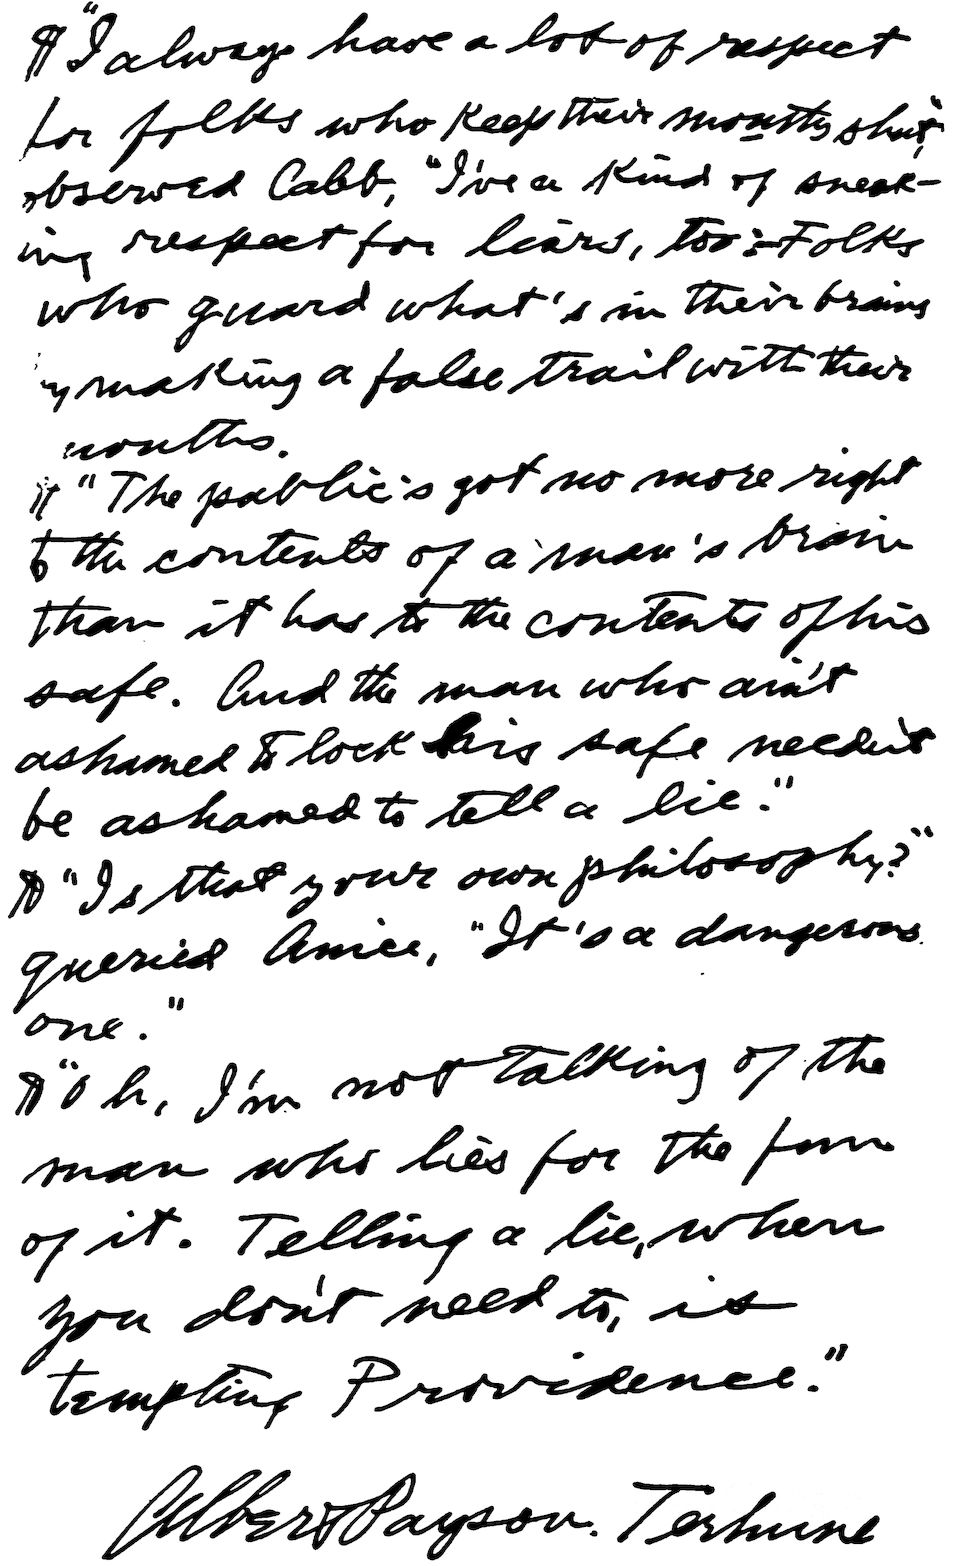 ¶ "I always have a lot of respect
for folks who keep their mouths shut,"
observed Cabb, "I've a kind of sneak-
ing respect for liars, too:- Folks
who guard what's in their brains
by making a false trail with their
mouths.
¶ "The public's got no more right
to the contents of a man's brain
than it has to the contents of his
safe. And the man who ain't
ashamed to lock his safe needn't
be ashamed to tell a lie."
¶ "Is that your own philosophy?"
queried Amice, "It's a dangerous
one."
¶ "Oh, I'm not talking of the
man who lies for the fun
of it. Telling a lie, when
you don't need to, is
tempting Providence."
Albert Payson Terhune